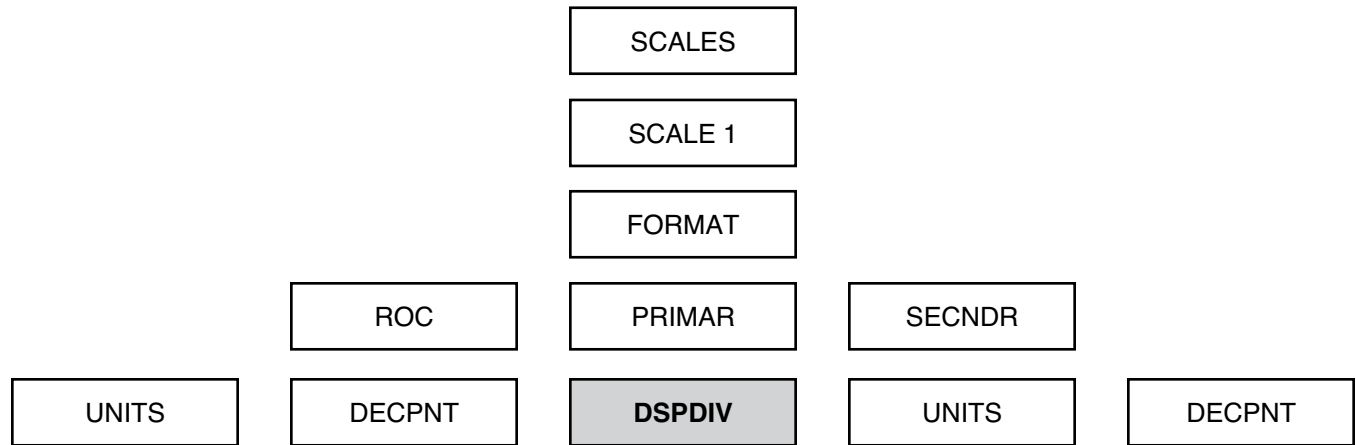 SCALES
SCALE 1
FORMAT
ROC PRIMAR SECNDR
UNITS DECPNT DSPDIV UNITS DECPNT